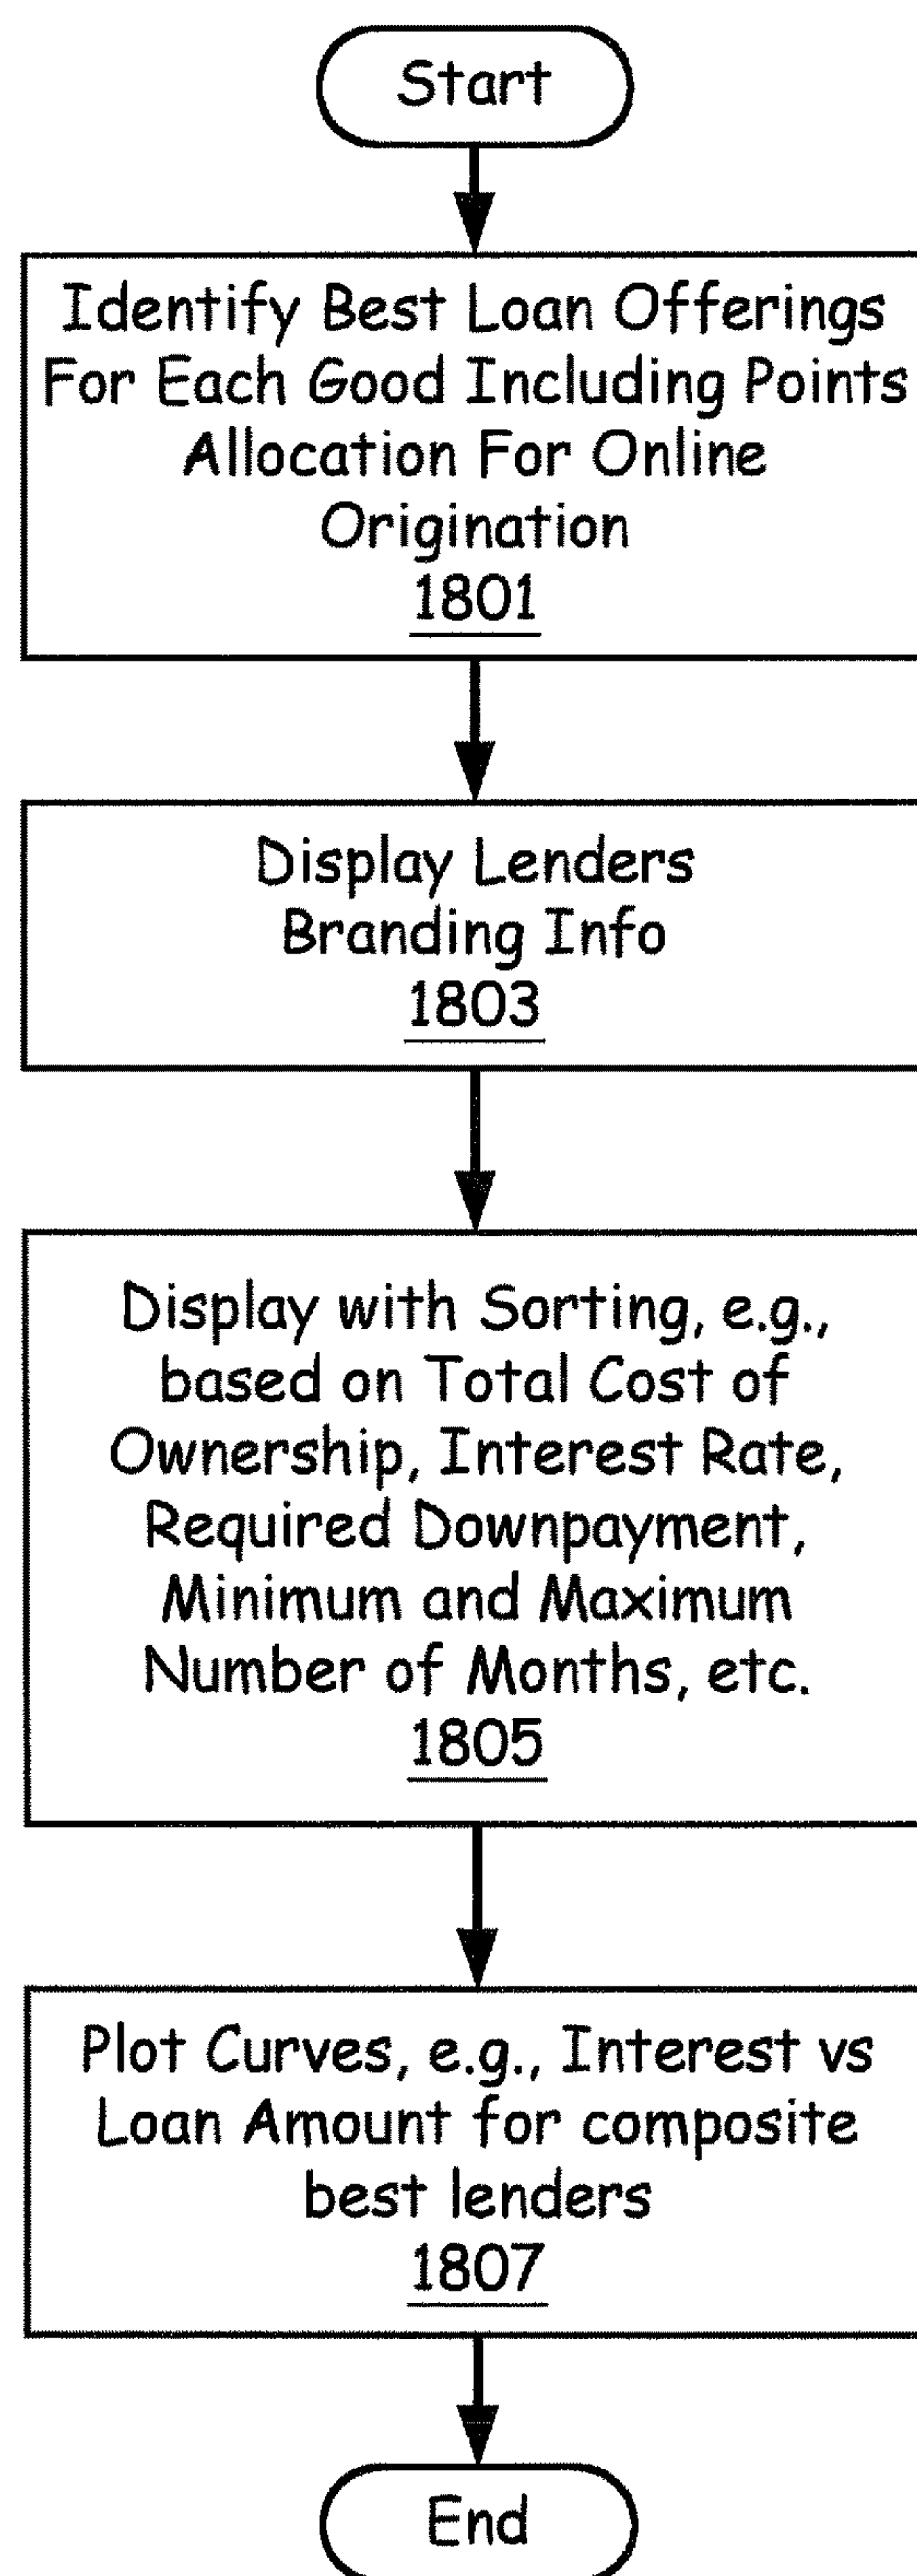 Start
Identify Best Loan Offerings
For Each Good Including Points
Allocation For Online
Origination
1801
Display Lenders
Branding Info
1803
Display with Sorting, e.g.,
based on Total Cost of
Ownership, Interest Rate,
Required Downpayment,
Minimum and Maximum
Number of Months, etc.
1805
Plot Curves, e.g., Interest vs
Loan Amount for composite
best lenders
1807
End